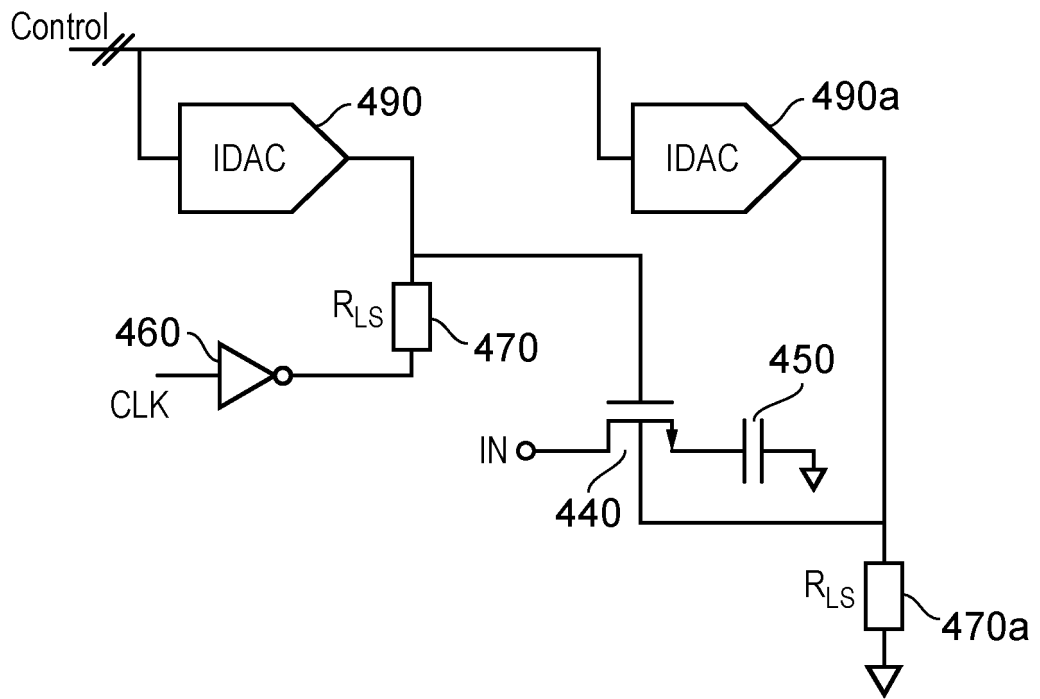 Control
490
490a
IDAC
IDAC
RLS
470
460
CLK
450
IN
440
RLS
470a